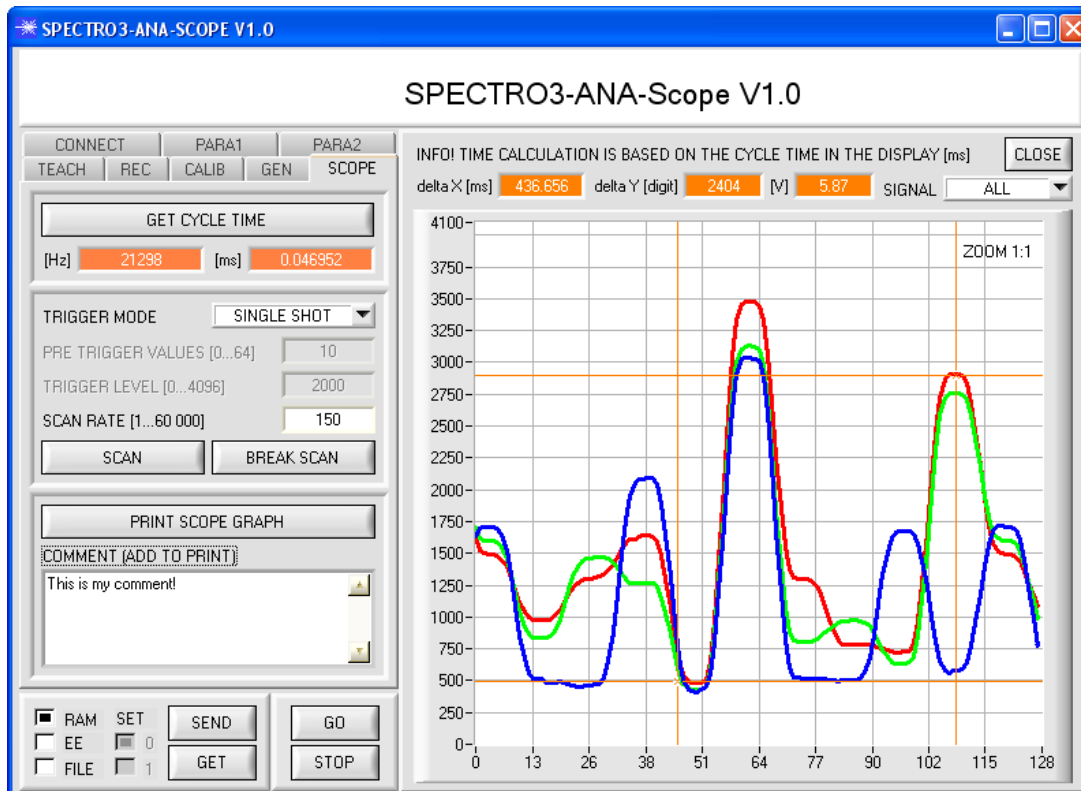 SPECTRO3-ANA-SCOPE V1.0
SPECTRO3-ANA-Scope V1.0
CONNECT PARA1 PARA2
TEACH REC CALIB GEN SCOPE
GET CYCLE TIME
[Hz] 21298 [ms] 0.046952
TRIGGER MODE SINGLE SHOT
PRE TRIGGER VALUES [0...64] 10
TRIGGER LEVEL [0...4096] 2000
SCAN RATE [1...60 000] 150
SCAN BREAK SCAN
PRINT SCOPE GRAPH
COMMENT (ADD TO PRINT)
This is my comment!
RAM SET SEND
EE 0
FILE 1 GET
GO
STOP
INFO! TIME CALCULATION IS BASED ON THE CYCLE TIME IN THE DISPLAY [ms] CLOSE
delta X [ms] 436.656 delta Y [digit] 2404 [V] 5.87 SIGNAL ALL
ZOOM 1:1
4100
3750
3500
3250
3000
2750
2500
2250
2000
1750
1500
1250
1000
750
500
250
0
0 13 26 38 51 64 77 90 102 115 128